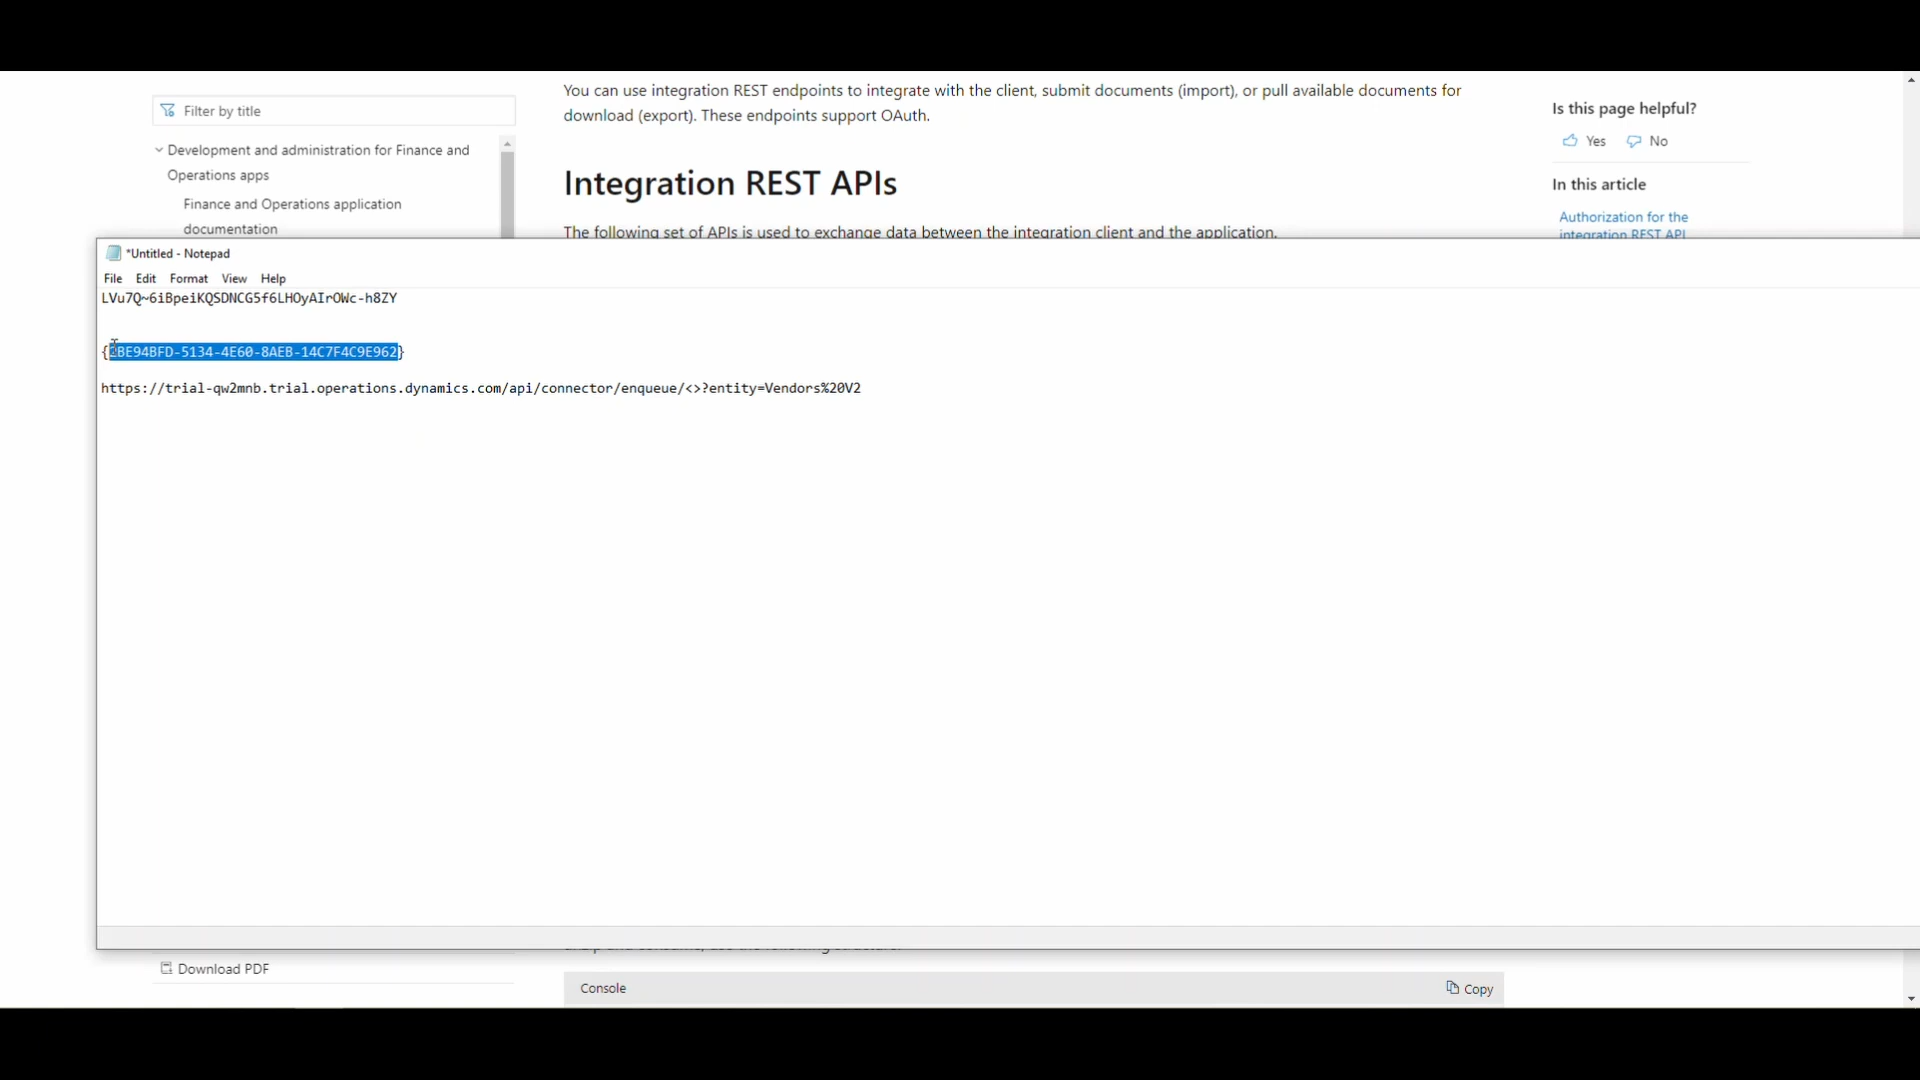 You can use integration REST endpoints to integrate with the client, submit documents (import), or pull available documents for
download (export). These endpoints support OAuth.
Filter by title
Development and administration for Finance and
Operations apps
Finance and Operations application
documentation
Integration REST APIs
The following set of APIs is used to exchange data between the integration client and the application.
Is this page helpful?
Yes No
In this article
Authorization for the
integration REST API
*Untitled - Notepad
File Edit Format View Help
LVu7Q~6iBpeiKQSDNCG5f6LHOyAIrOWc-h8ZY
https://trial-qw2mnb.trial.operations.dynamics.com/api/connector/enqueue/<>?entity=Vendors%20V2
Download PDF
Console
Copy